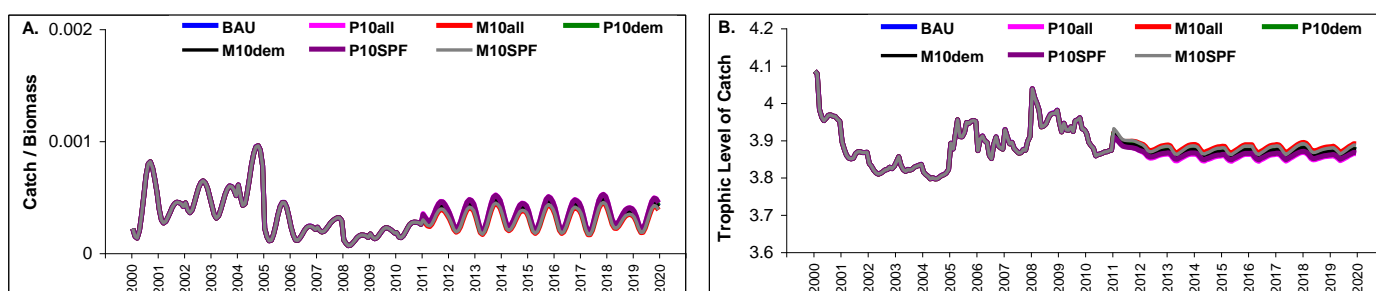 A.
BAU P10all M10all P10dem
M10dem P10SPF M10SPF
Catch / Biomass
0.002
0.001
0
2000 2001 2002 2003 2004 2005 2006 2007 2008 2009 2010 2011 2012 2013 2014 2015 2016 2017 2018 2019 2020
B.
BAU P10all M10all P10dem
M10dem P10SPF M10SPF
Trophic Level of Catch
4.2
4.1
4
3.9
3.8
3.7
3.6
2000 2001 2002 2003 2004 2005 2006 2007 2008 2009 2010 2011 2012 2013 2014 2015 2016 2017 2018 2019 2020